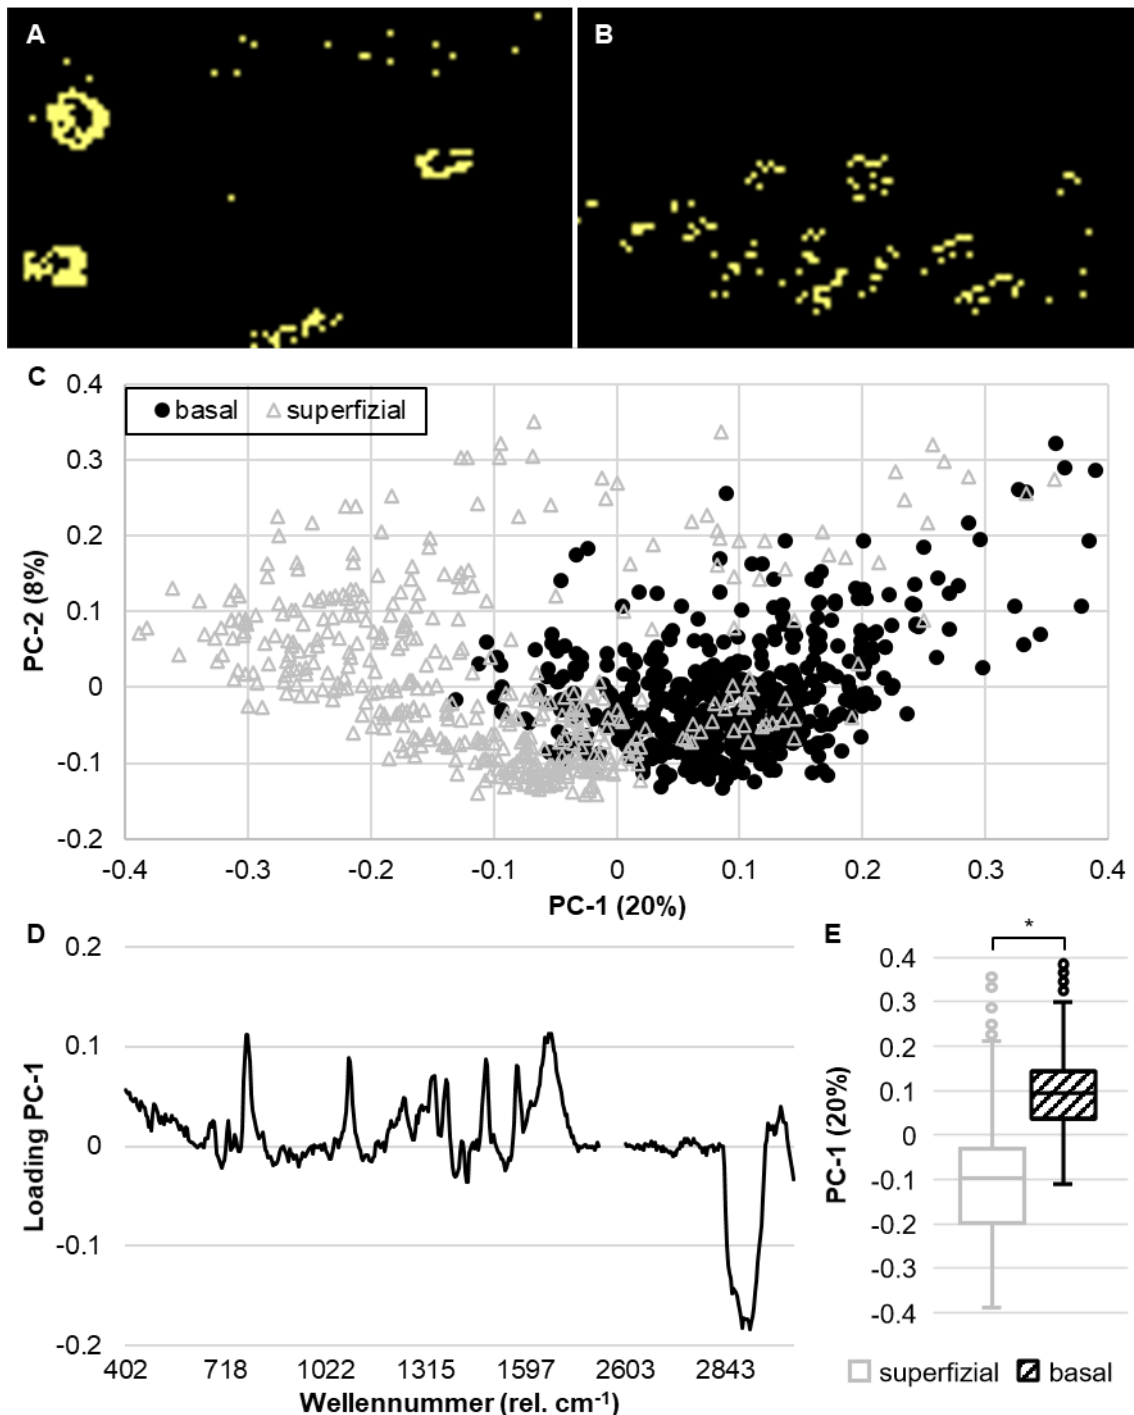 A
B
C
basal superfizial
0.4
0.3
0.2
0.1
0
-0.1
-0.2
PC-2 (8%)
-0.4 -0.3 -0.2 -0.1 0 0.1 0.2 0.3 0.4
PC-1 (20%)
D
0.2
0.1
0
-0.1
-0.2
Loading PC-1
402 718 1022 1315 1597 2603 2843
Wellennummer (rel. cm-1)
E
*
0.4
0.3
0.2
0.1
0
-0.1
-0.2
-0.3
-0.4
PC-1 (20%)
superfizial basal